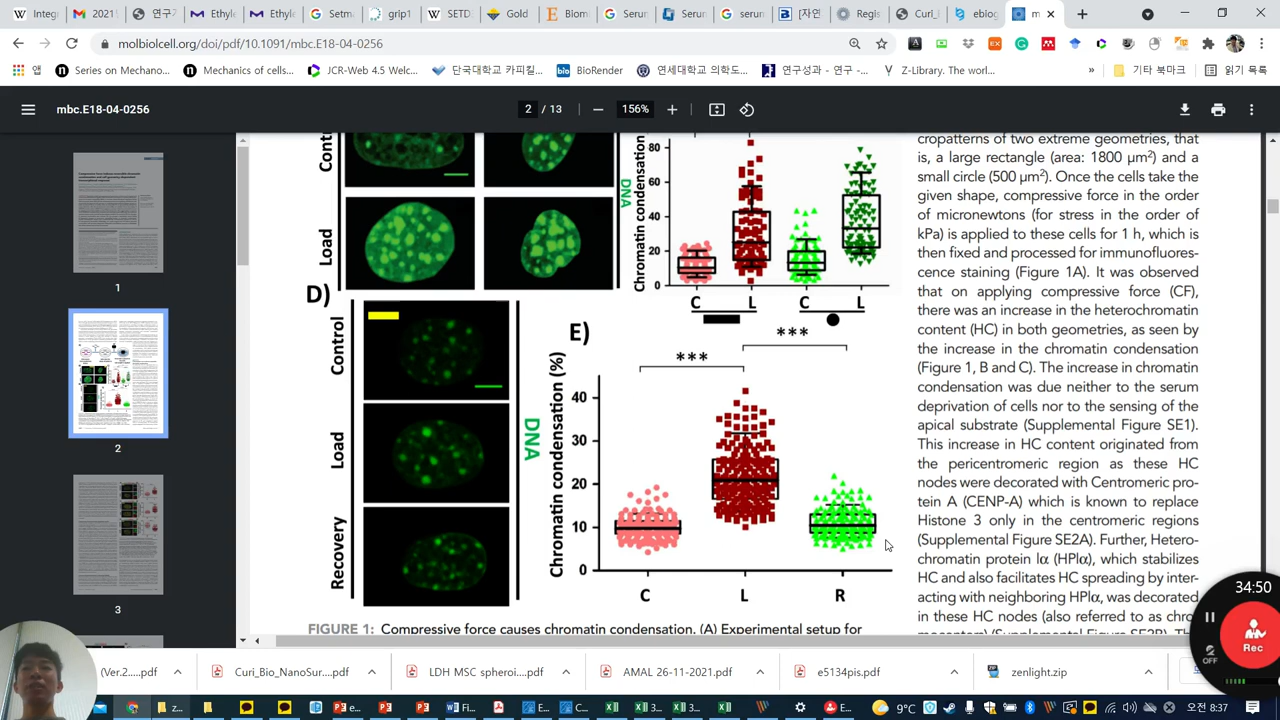 Integ
2021
연구-
Ethyl
Ethyl
Setma
grip1
SETD
Gold
Biom
Serur
Serun
serun
[자연
Regis
Curi_l
eblog
m
molbiolcell.org/doi/pdf/10.1091/mbc.E18-04-0256
앱
Series on Mechano...
Mechanics of cells...
JCR-Web 4.5 Welc...
단국대학교 카피킬...
BioRender
연세대학교 의학도...
연구성과 - 연구 -...
Z-Library. The worl...
»
기타 북마크
읽기 목록
mbc.E18-04-0256
2 / 13
156%
1
2
3
Contr
Load
DNA
Chromatin condensation
80
60
40
20
0
C L C L
D)
Control
Load
Recovery
DNA
E)
***
***
Chromatin condensation (%)
40
30
20
10
0
C L R
FIGURE 1: Compressive force causes chromatin condensation. (A) Experimental setup for
cropatterns of two extreme geometries, that
is, a large rectangle (area: 1800 μm²) and a
small circle (500 μm²). Once the cells take the
given shape, compressive force in the order
of micronewtons (for stress in the order of
kPa) is applied to these cells for 1 h, which is
then fixed and processed for immunofluores-
cence staining (Figure 1A). It was observed
that on applying compressive force (CF),
there was an increase in the heterochromatin
content (HC) in both geometries, as seen by
the increase in the chromatin condensation
(Figure 1, B and C). The increase in chromatin
condensation was due neither to the serum
deprivation of cells nor to the sensing of the
apical substrate (Supplemental Figure SE1).
This increase in HC content originated from
the pericentromeric region as these HC
nodes were decorated with Centromeric pro-
tein A (CENP-A) which is known to replace
Histone 3 only in the centromeric regions
(Supplemental Figure SE2A). Further, Hetero-
chromatin protein Iα (HPlα), which stabilizes
HC and also facilitates HC spreading by inter-
acting with neighboring HPlα, was decorated
in these HC nodes (also referred to as chro
34:50
Rec
OFF
(Ver.2.....pdf
Curi_Bio_NanoSur....pdf
LDH MSC spheroi....pdf
AMAL 26-11-2021.pdf
e5134pis.pdf
zenlight.zip
9°C
오전 8:37